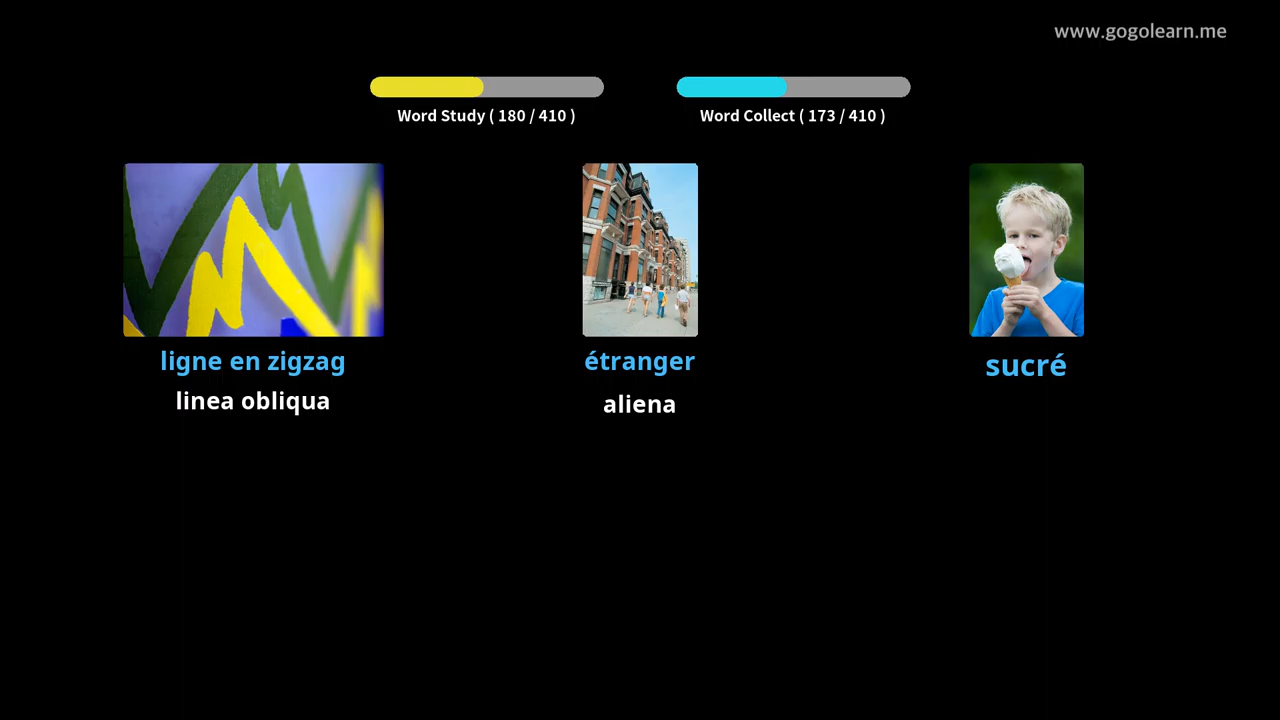 www.gogolearn.me
Word Study ( 180 / 410 )
Word Collect ( 173 / 410 )
ligne en zigzag
linea obliqua
étranger
aliena
sucré